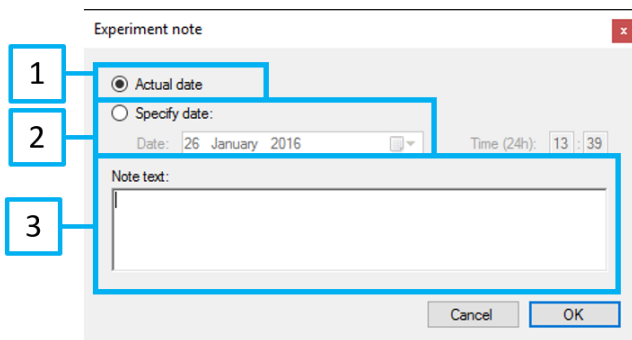 Experiment note
x
1
Actual date
Specify date:
2
Date: 26 January 2016 Time (24h): 13 : 39
Note text:
3
Cancel OK